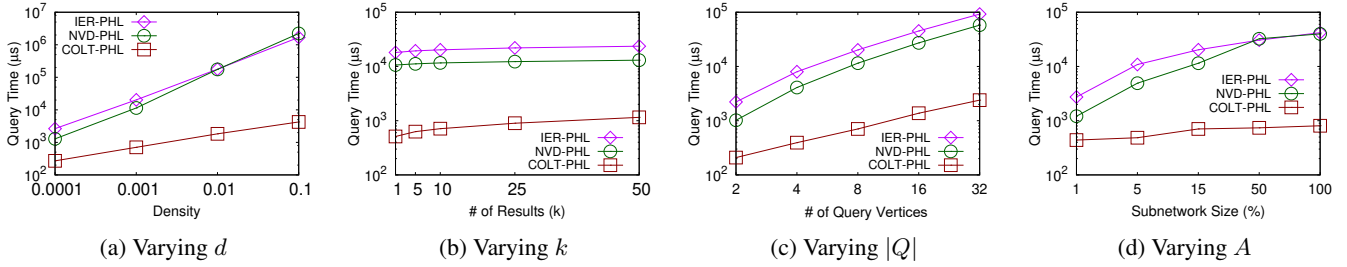 IER-PHL
NVD-PHL
COLT-PHL
Query Time (µs)
10^7
10^6
10^5
10^4
10^3
10^2
0.0001 0.001 0.01 0.1
Density
(a) Varying d
IER-PHL
NVD-PHL
COLT-PHL
Query Time (µs)
10^5
10^4
10^3
10^2
1 5 10 25 50
# of Results (k)
(b) Varying k
IER-PHL
NVD-PHL
COLT-PHL
Query Time (µs)
10^5
10^4
10^3
10^2
2 4 8 16 32
# of Query Vertices
(c) Varying |Q|
IER-PHL
NVD-PHL
COLT-PHL
Query Time (µs)
10^5
10^4
10^3
10^2
1 5 15 50 100
Subnetwork Size (%)
(d) Varying A